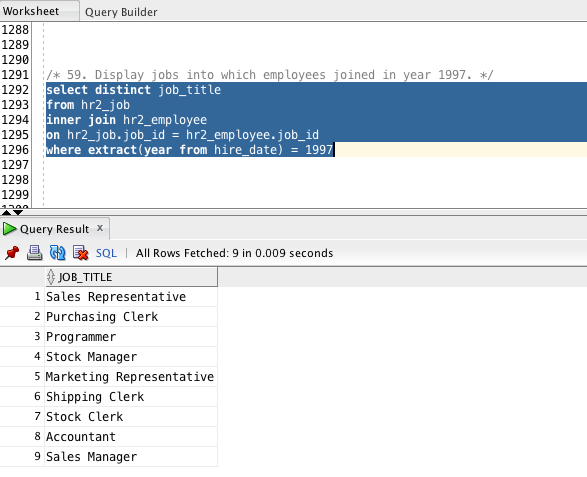 Worksheet Query Builder
1288
1289
1290
1291 /* 59. Display jobs into which employees joined in year 1997. */
1292 select distinct job_title
1293 from hr2_job
1294 inner join hr2_employee
1295 on hr2_job.job_id = hr2_employee.job_id
1296 where extract(year from hire_date) = 1997
1297
1298
1299
Query Result x
SQL | All Rows Fetched: 9 in 0.009 seconds
JOB_TITLE
1 Sales Representative
2 Purchasing Clerk
3 Programmer
4 Stock Manager
5 Marketing Representative
6 Shipping Clerk
7 Stock Clerk
8 Accountant
9 Sales Manager